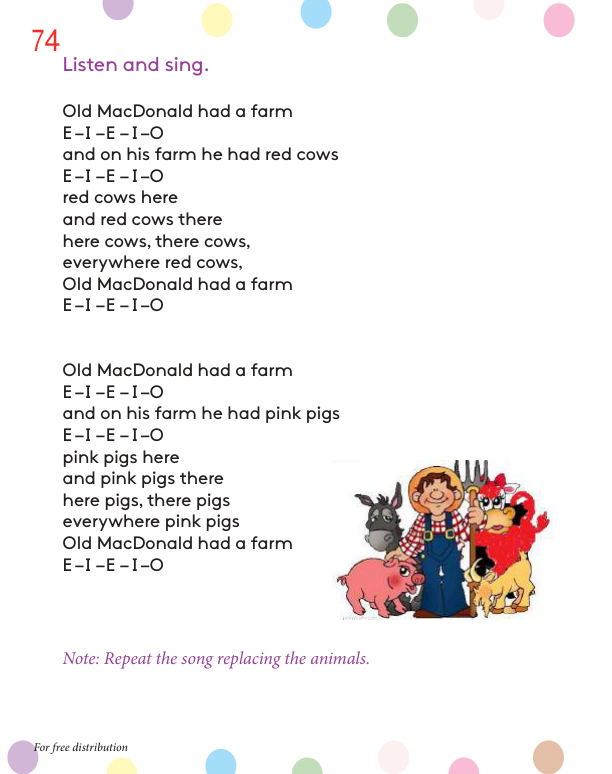 74
Listen and sing.
Old MacDonald had a farm
E–I –E – I–O
and on his farm he had red cows
E–I –E – I–O
red cows here
and red cows there
here cows, there cows,
everywhere red cows,
Old MacDonald had a farm
E–I –E – I–O
Old MacDonald had a farm
E–I –E – I–O
and on his farm he had pink pigs
E–I –E – I–O
pink pigs here
and pink pigs there
here pigs, there pigs
everywhere pink pigs
Old MacDonald had a farm
E–I –E – I–O
Note: Repeat the song replacing the animals.
For free distribution